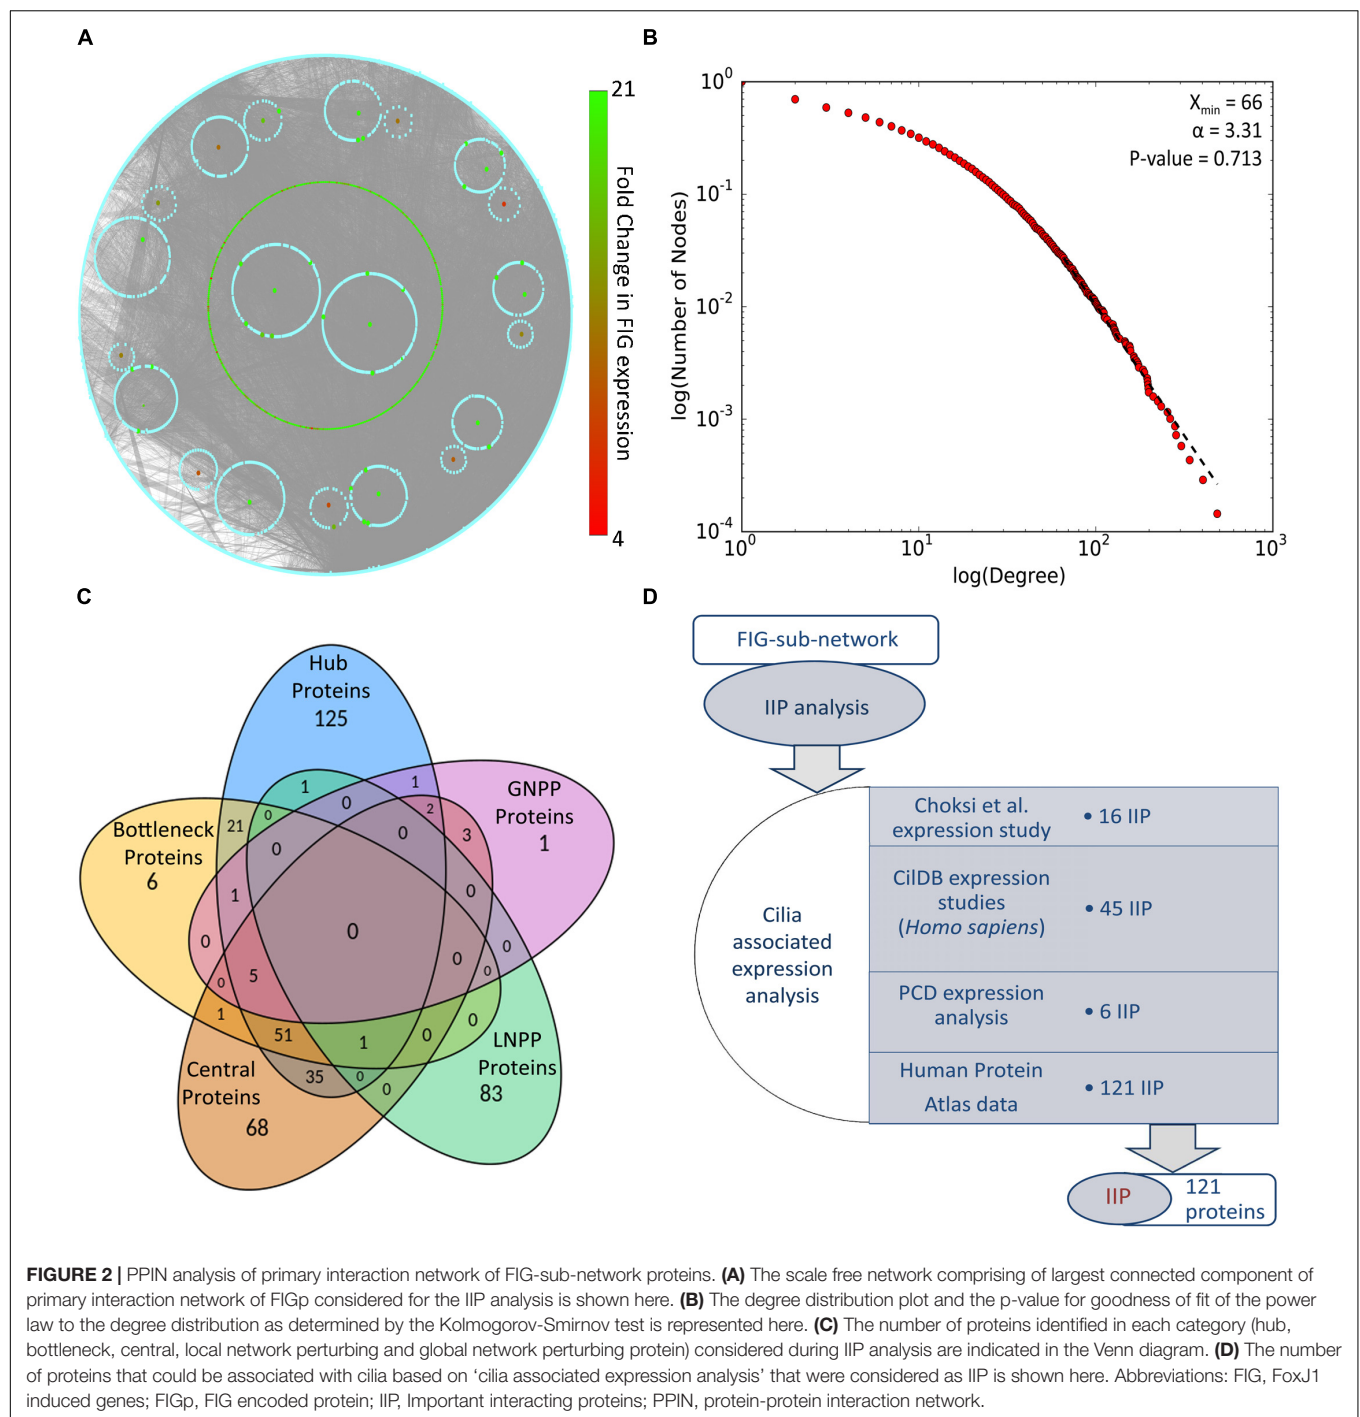 A
21
Fold Change in FIG expression
4
B
10^0
10^-1
10^-2
10^-3
10^-4
log(Number of Nodes)
X_min = 66
α = 3.31
P-value = 0.713
10^0
10^1
10^2
10^3
log(Degree)
C
Hub
Proteins
125
GNPP
Proteins
1
Bottleneck
Proteins
6
LNPP
Proteins
83
Central
Proteins
68
1
0
1
2
3
21
0
0
0
0
1
0
0
0
0
0
5
0
0
1
51
1
0
0
35
0
0
D
FIG-sub-network
IIP analysis
Cilia
associated
expression
analysis
Choksi et al.
expression study
• 16 IIP
CilDB expression
studies
(Homo sapiens)
• 45 IIP
PCD expression
analysis
• 6 IIP
Human Protein
Atlas data
• 121 IIP
IIP
121
proteins
FIGURE 2 | PPIN analysis of primary interaction network of FIG-sub-network proteins. (A) The scale free network comprising of largest connected component of
primary interaction network of FIGp considered for the IIP analysis is shown here. (B) The degree distribution plot and the p-value for goodness of fit of the power
law to the degree distribution as determined by the Kolmogorov-Smirnov test is represented here. (C) The number of proteins identified in each category (hub,
bottleneck, central, local network perturbing and global network perturbing protein) considered during IIP analysis are indicated in the Venn diagram. (D) The number
of proteins that could be associated with cilia based on ‘cilia associated expression analysis’ that were considered as IIP is shown here. Abbreviations: FIG, FoxJ1
induced genes; FIGp, FIG encoded protein; IIP, Important interacting proteins; PPIN, protein-protein interaction network.